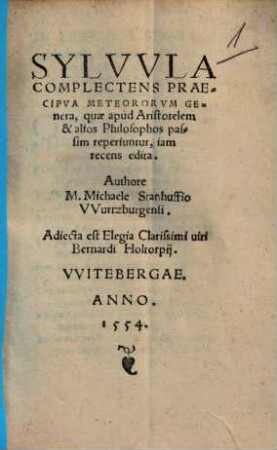 1
SYLVVLA
COMPLECTENS PRAE-
CIPVA METEORORVM GE-
nera, quæ apud Aristotelem
& alios Philosophos pas-
sim reperiuntur, iam
recens edita.
Authore
M. Michaele Stanhuffio
VVurtzburgensi.
Adiecta est Elegia Clarissimi uiri
Bernardi Holtorpij.
VVITEBERGAE.
ANNO.
1554.